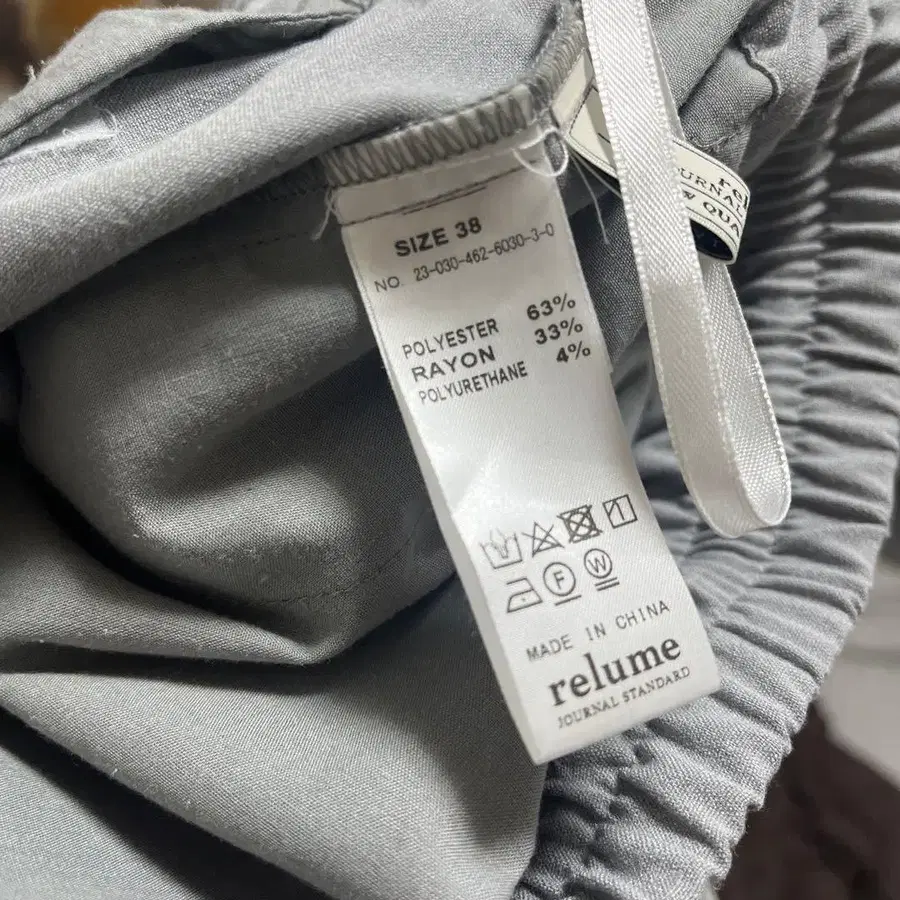 SIZE 38
NO. 23-030-462-6030-3-0
POLYESTER 63%
RAYON 33%
POLYURETHANE 4%
F W
MADE IN CHINA
relume
JOURNAL STANDARD